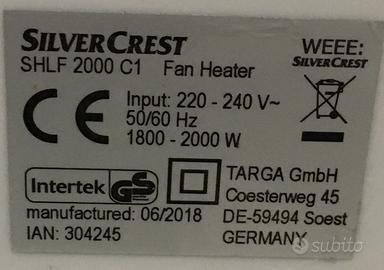 SILVERCREST
SHLF 2000 C1 Fan Heater
WEEE:
SILVERCREST
CE
Input: 220 - 240 V~
50/60 Hz
1800 - 2000 W
Intertek
GS
TARGA GmbH
Coesterweg 45
DE-59494 Soest
GERMANY
manufactured: 06/2018
IAN: 304245
subito